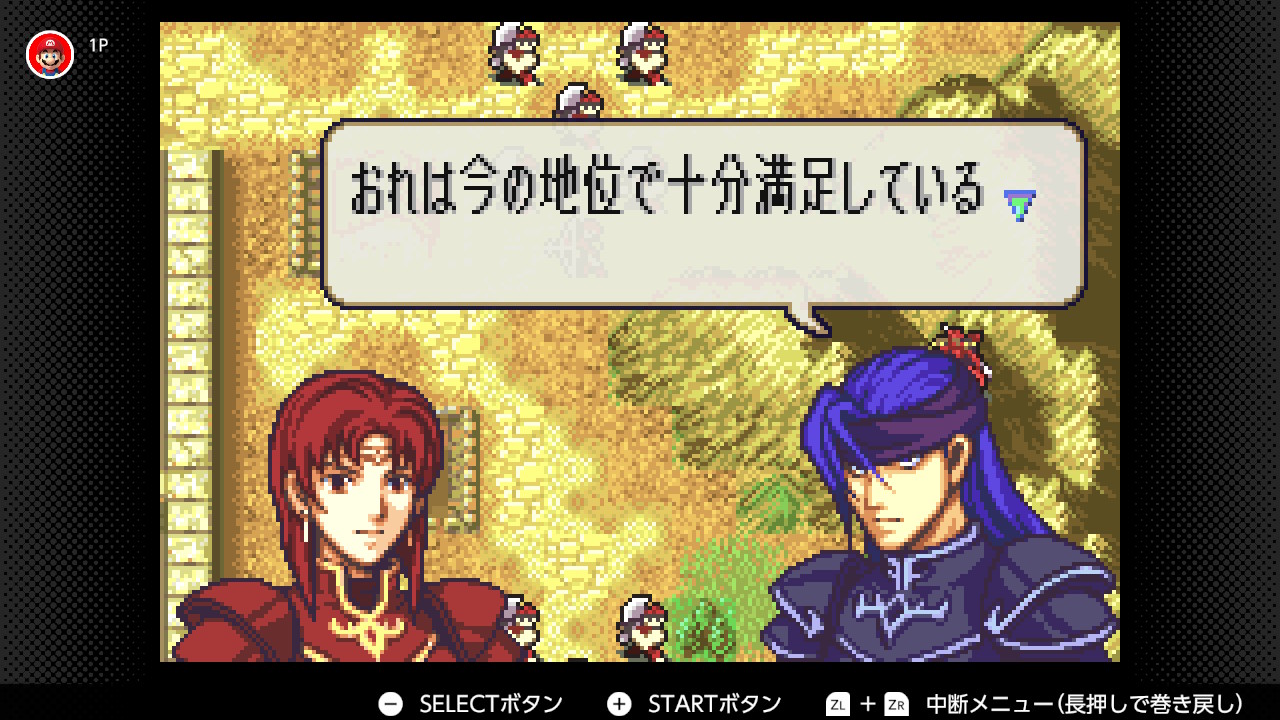 1P
おれは今の地位で十分満足している
SELECTボタン
STARTボタン
ZL + ZR 中断メニュー(長押しで巻き戻し)